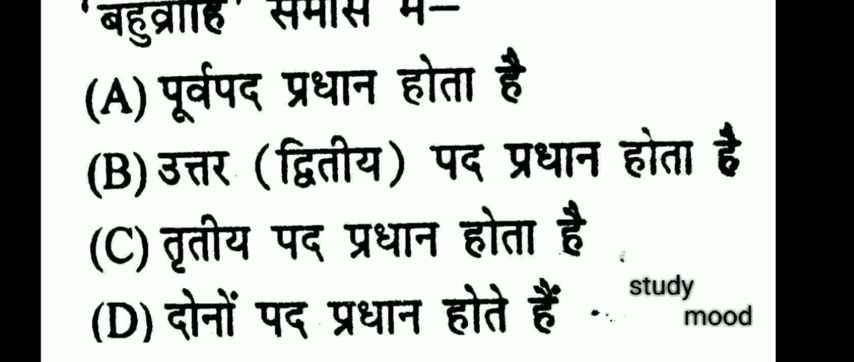 'बहुव्रीहि' समास में–
(A) पूर्वपद प्रधान होता है
(B) उत्तर (द्वितीय) पद प्रधान होता है
(C) तृतीय पद प्रधान होता है
(D) दोनों पद प्रधान होते हैं
study
mood